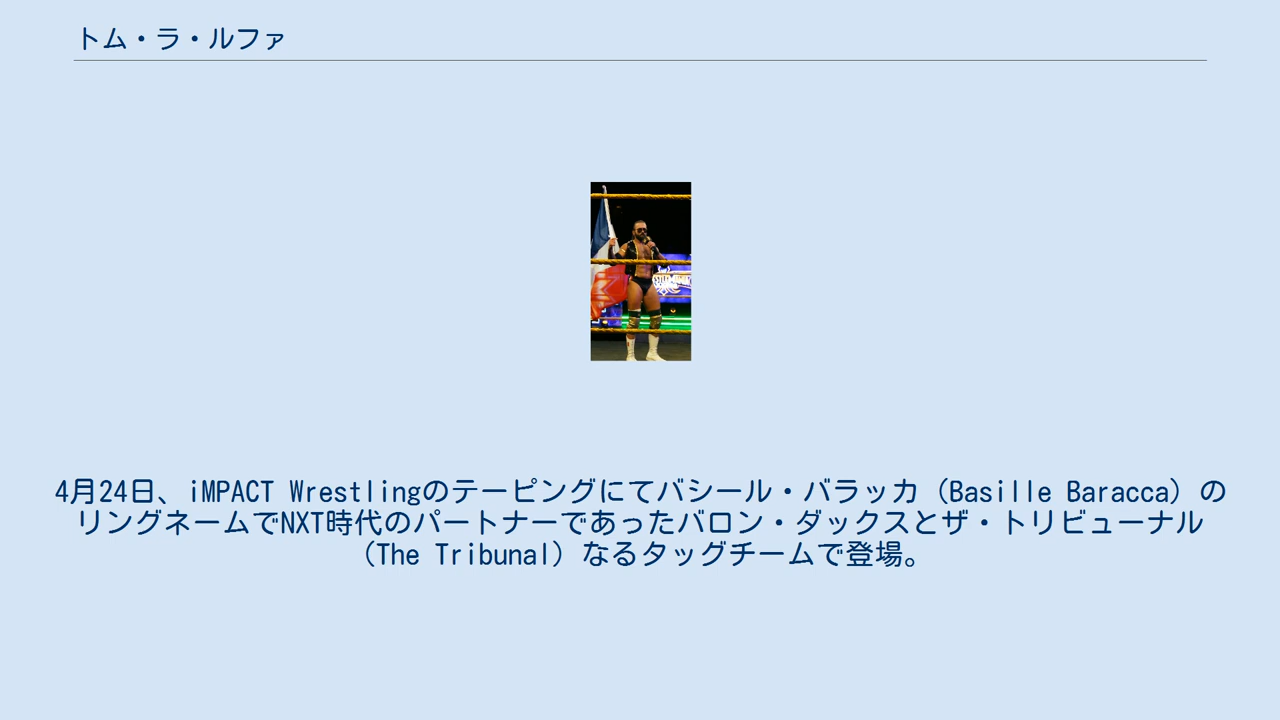 トム・ラ・ルファ
4月24日、iMPACT Wrestlingのテーピングにてバシール・バラッカ（Basille Baracca）の
リングネームでNXT時代のパートナーであったバロン・ダックスとザ・トリビューナル
（The Tribunal）なるタッグチームで登場。